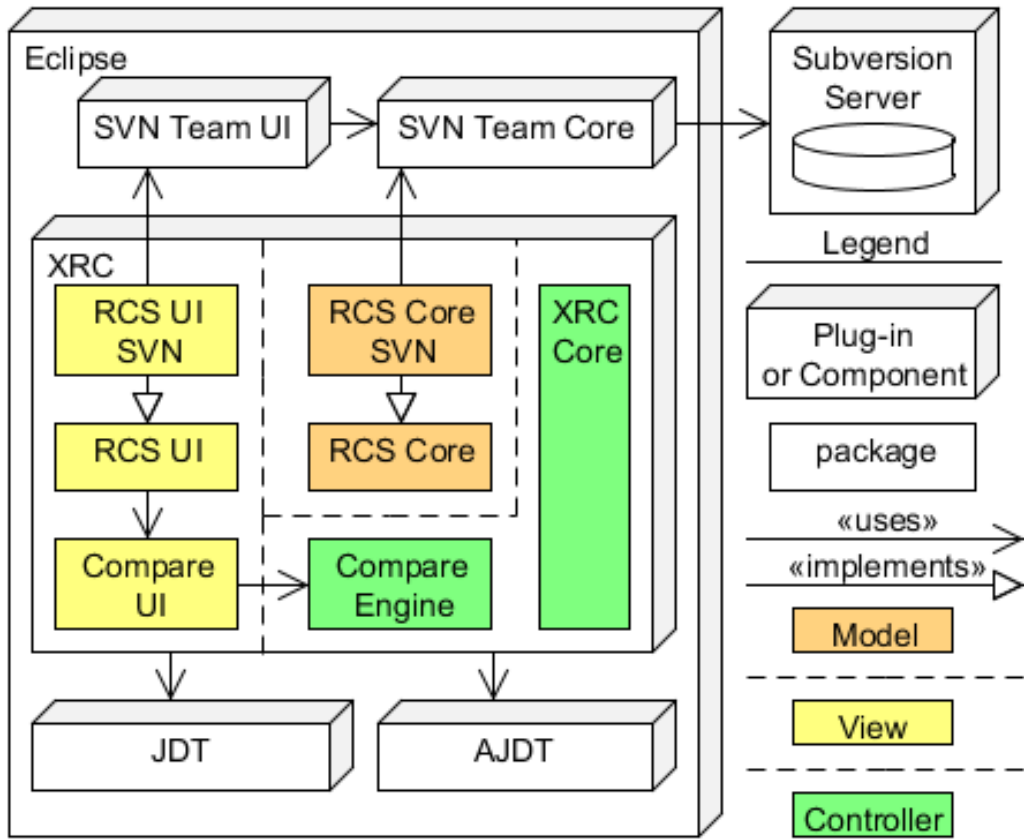 Eclipse
SVN Team UI
SVN Team Core
Subversion
Server
XRC
RCS UI
SVN
RCS Core
SVN
XRC
Core
RCS UI
RCS Core
Compare
UI
Compare
Engine
JDT
AJDT
Legend
Plug-in
or Component
package
«uses»
«implements»
Model
View
Controller